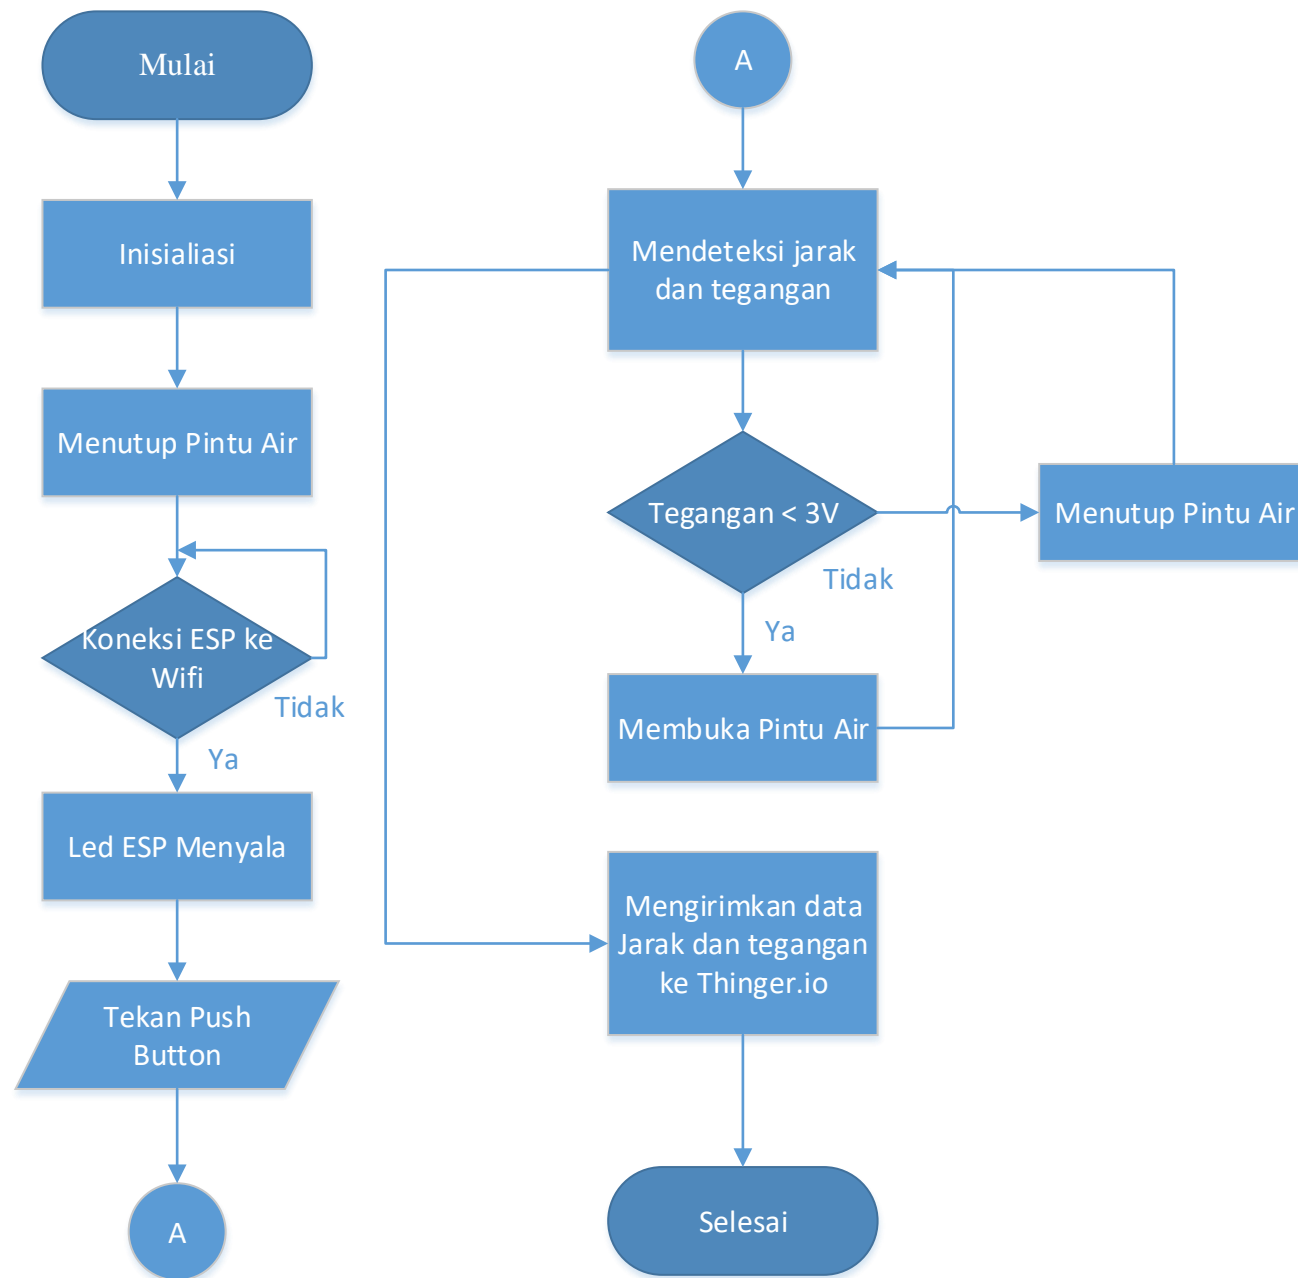 Mulai
Inisialiasi
Menutup Pintu Air
Koneksi ESP ke
Wifi
Tidak
Ya
Led ESP Menyala
Tekan Push
Button
A
A
Mendeteksi jarak
dan tegangan
Tegangan < 3V
Tidak
Menutup Pintu Air
Ya
Membuka Pintu Air
Mengirimkan data
Jarak dan tegangan
ke Thinger.io
Selesai